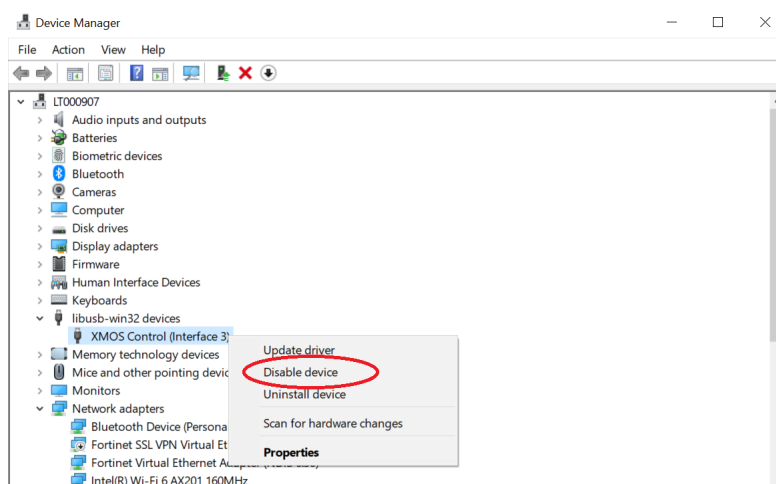 Device Manager
File Action View Help
LT000907
Audio inputs and outputs
Batteries
Biometric devices
Bluetooth
Cameras
Computer
Disk drives
Display adapters
Firmware
Human Interface Devices
Keyboards
libusb-win32 devices
XMOS Control (Interface 3)
Update driver
Memory technology devices
Disable device
Mice and other pointing devic
Monitors
Uninstall device
Network adapters
Bluetooth Device (Persona
Scan for hardware changes
Fortinet SSL VPN Virtual Et
Properties
Fortinet Virtual Ethernet
Intel(R) Wi-Fi 6 AX201 160MHz